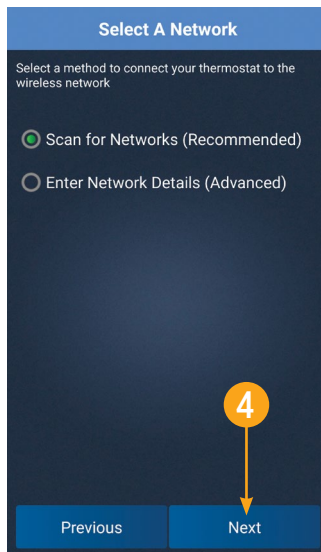 Select A Network
Select a method to connect your thermostat to the
wireless network
Scan for Networks (Recommended)
Enter Network Details (Advanced)
4
Previous Next